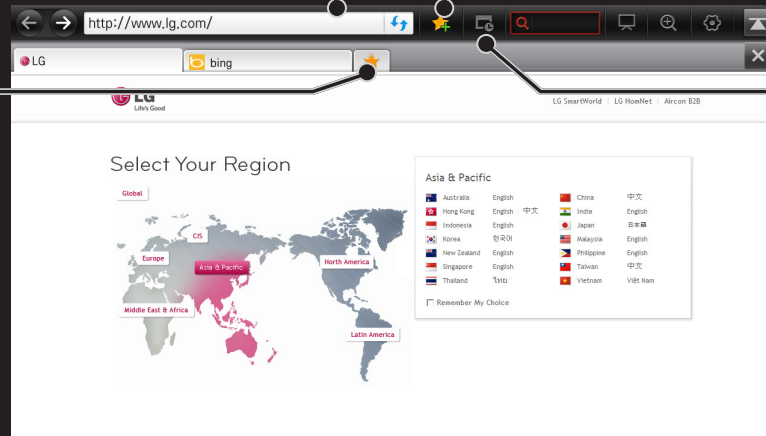 http://www.lg.com/
LG
bing
LG
Life's Good
LG SmartWorld | LG HomNet | Aircon B2B
Select Your Region
Global
CIS
Europe
Asia & Pacific
North America
Middle East & Africa
Latin America
Asia & Pacific
Australia English China 中文
Hong Kong English 中文 India English
Indonesia English Japan 日本語
Korea 한국어 Malaysia English
New Zealand English Philippine English
Singapore English Taiwan 中文
Thailand ไทย Vietnam Việt Nam
Remember My Choice